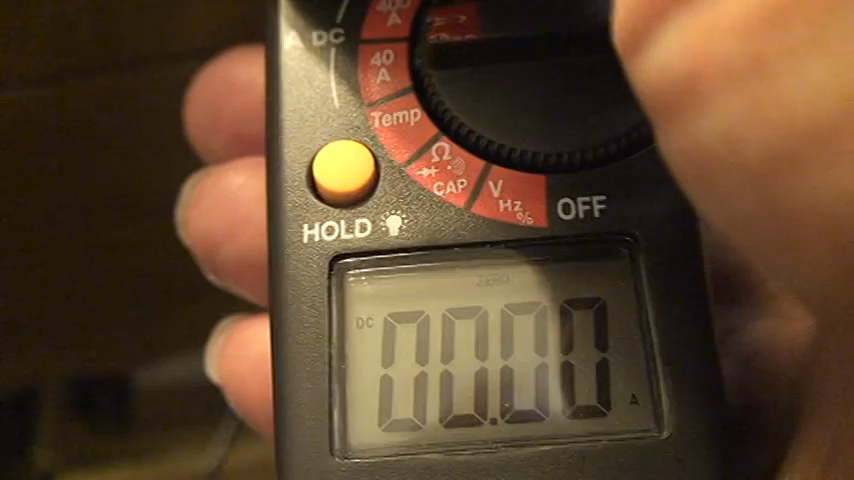 400
A
A DC
40
A
Temp
Ω
CAP
V
Hz
%
OFF
HOLD
ZERO
DC
00.00
A